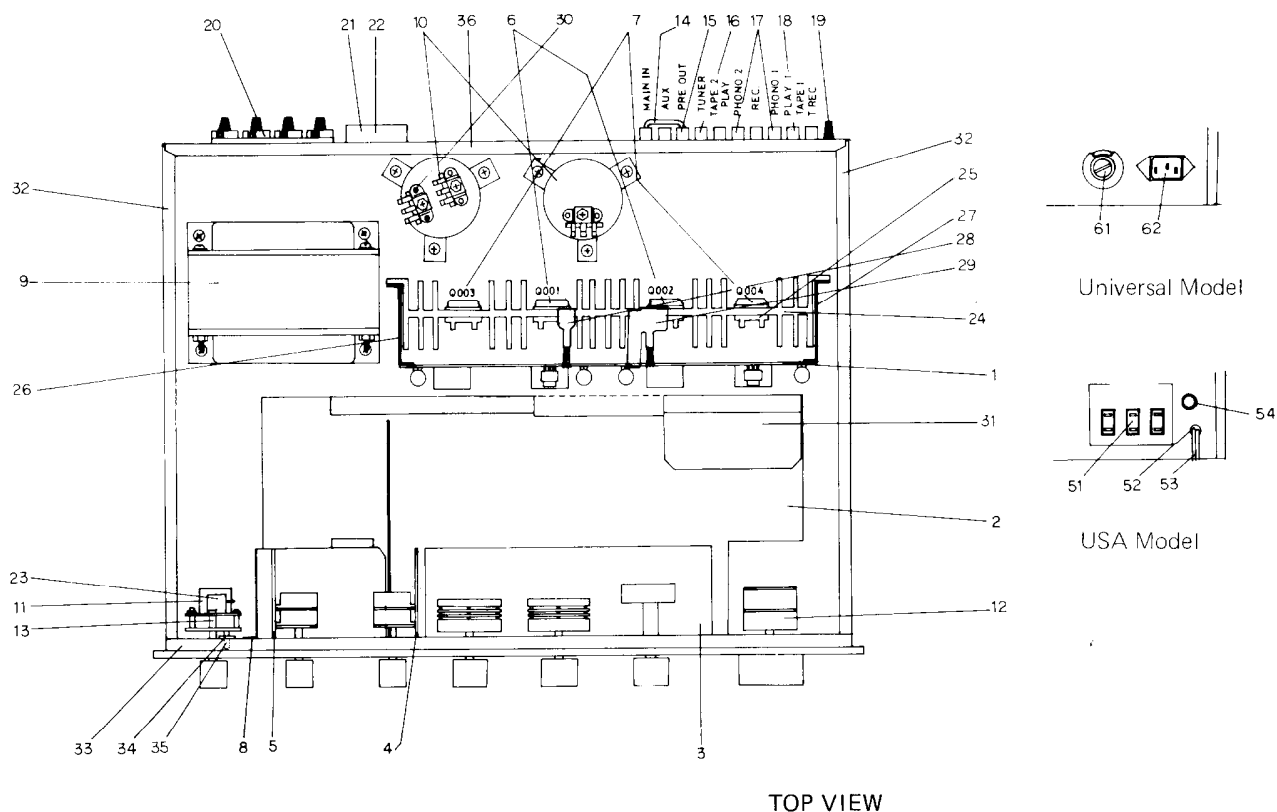 20 21 22 10 6 30 36 7 14 15 16 17 18 19
MAIN IN
AUX
PRE OUT
TUNER
TAPE 2
PLAY
PHONO 2
REC
PHONO 1
PLAY 1
TAPE 1
T REC
32
32
25
27
28
29
9
Q003 Q001 Q002 Q004
24
26
1
31
2
23
11
13
12
33 34 35 8 5 4 3
61 62
Universal Model
54
51 52 53
USA Model
TOP VIEW